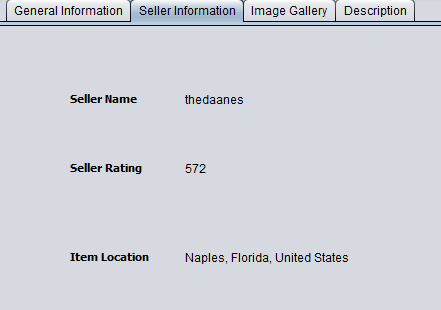 General Information Seller Information Image Gallery Description
Seller Name thedaanes
Seller Rating 572
Item Location Naples, Florida, United States